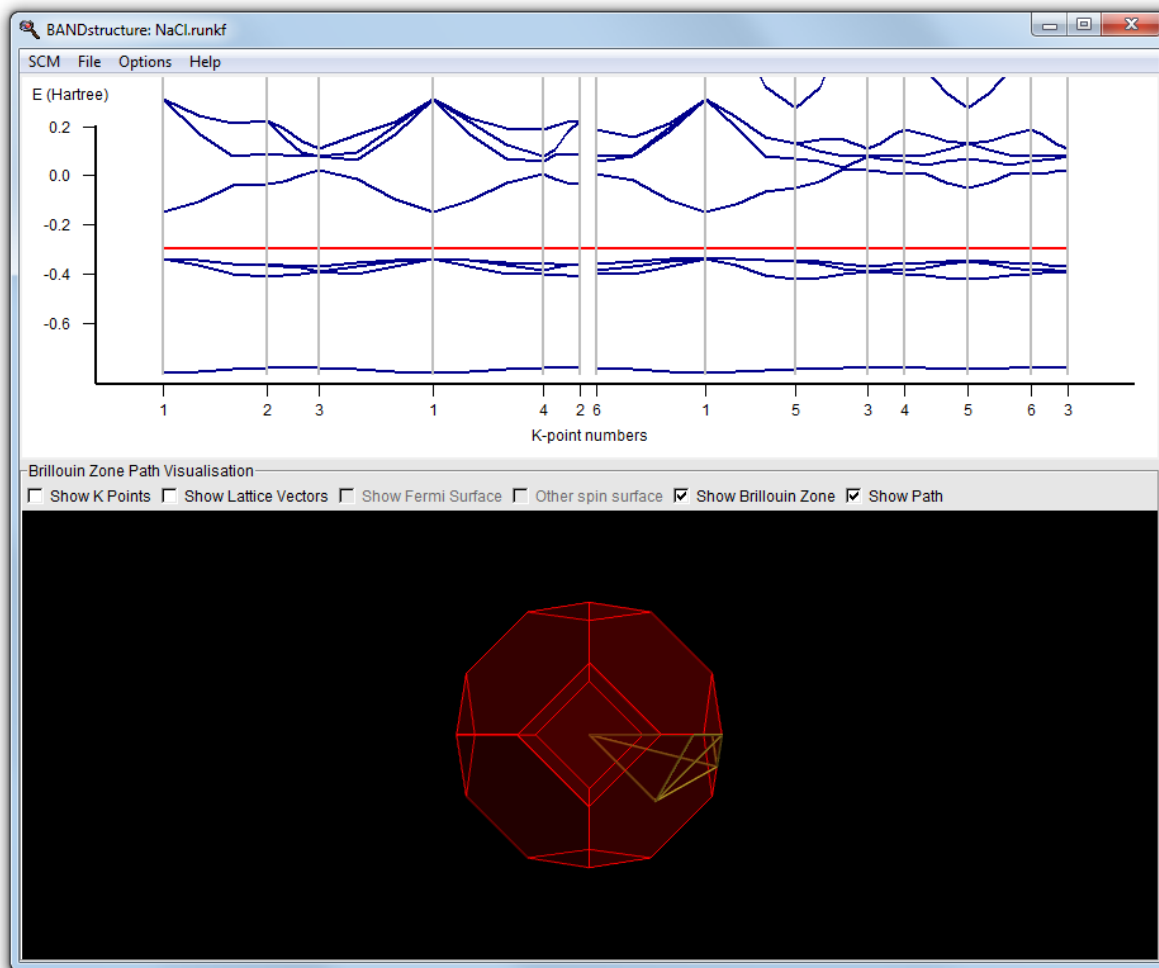 BANDstructure: NaCl.runkf
SCM File Options Help
E (Hartree)
0.2
0.0
-0.2
-0.4
-0.6
1 2 3 1 4 2 6 1 5 3 4 5 6 3
K-point numbers
Brillouin Zone Path Visualisation
Show K Points Show Lattice Vectors Show Fermi Surface Other spin surface Show Brillouin Zone Show Path